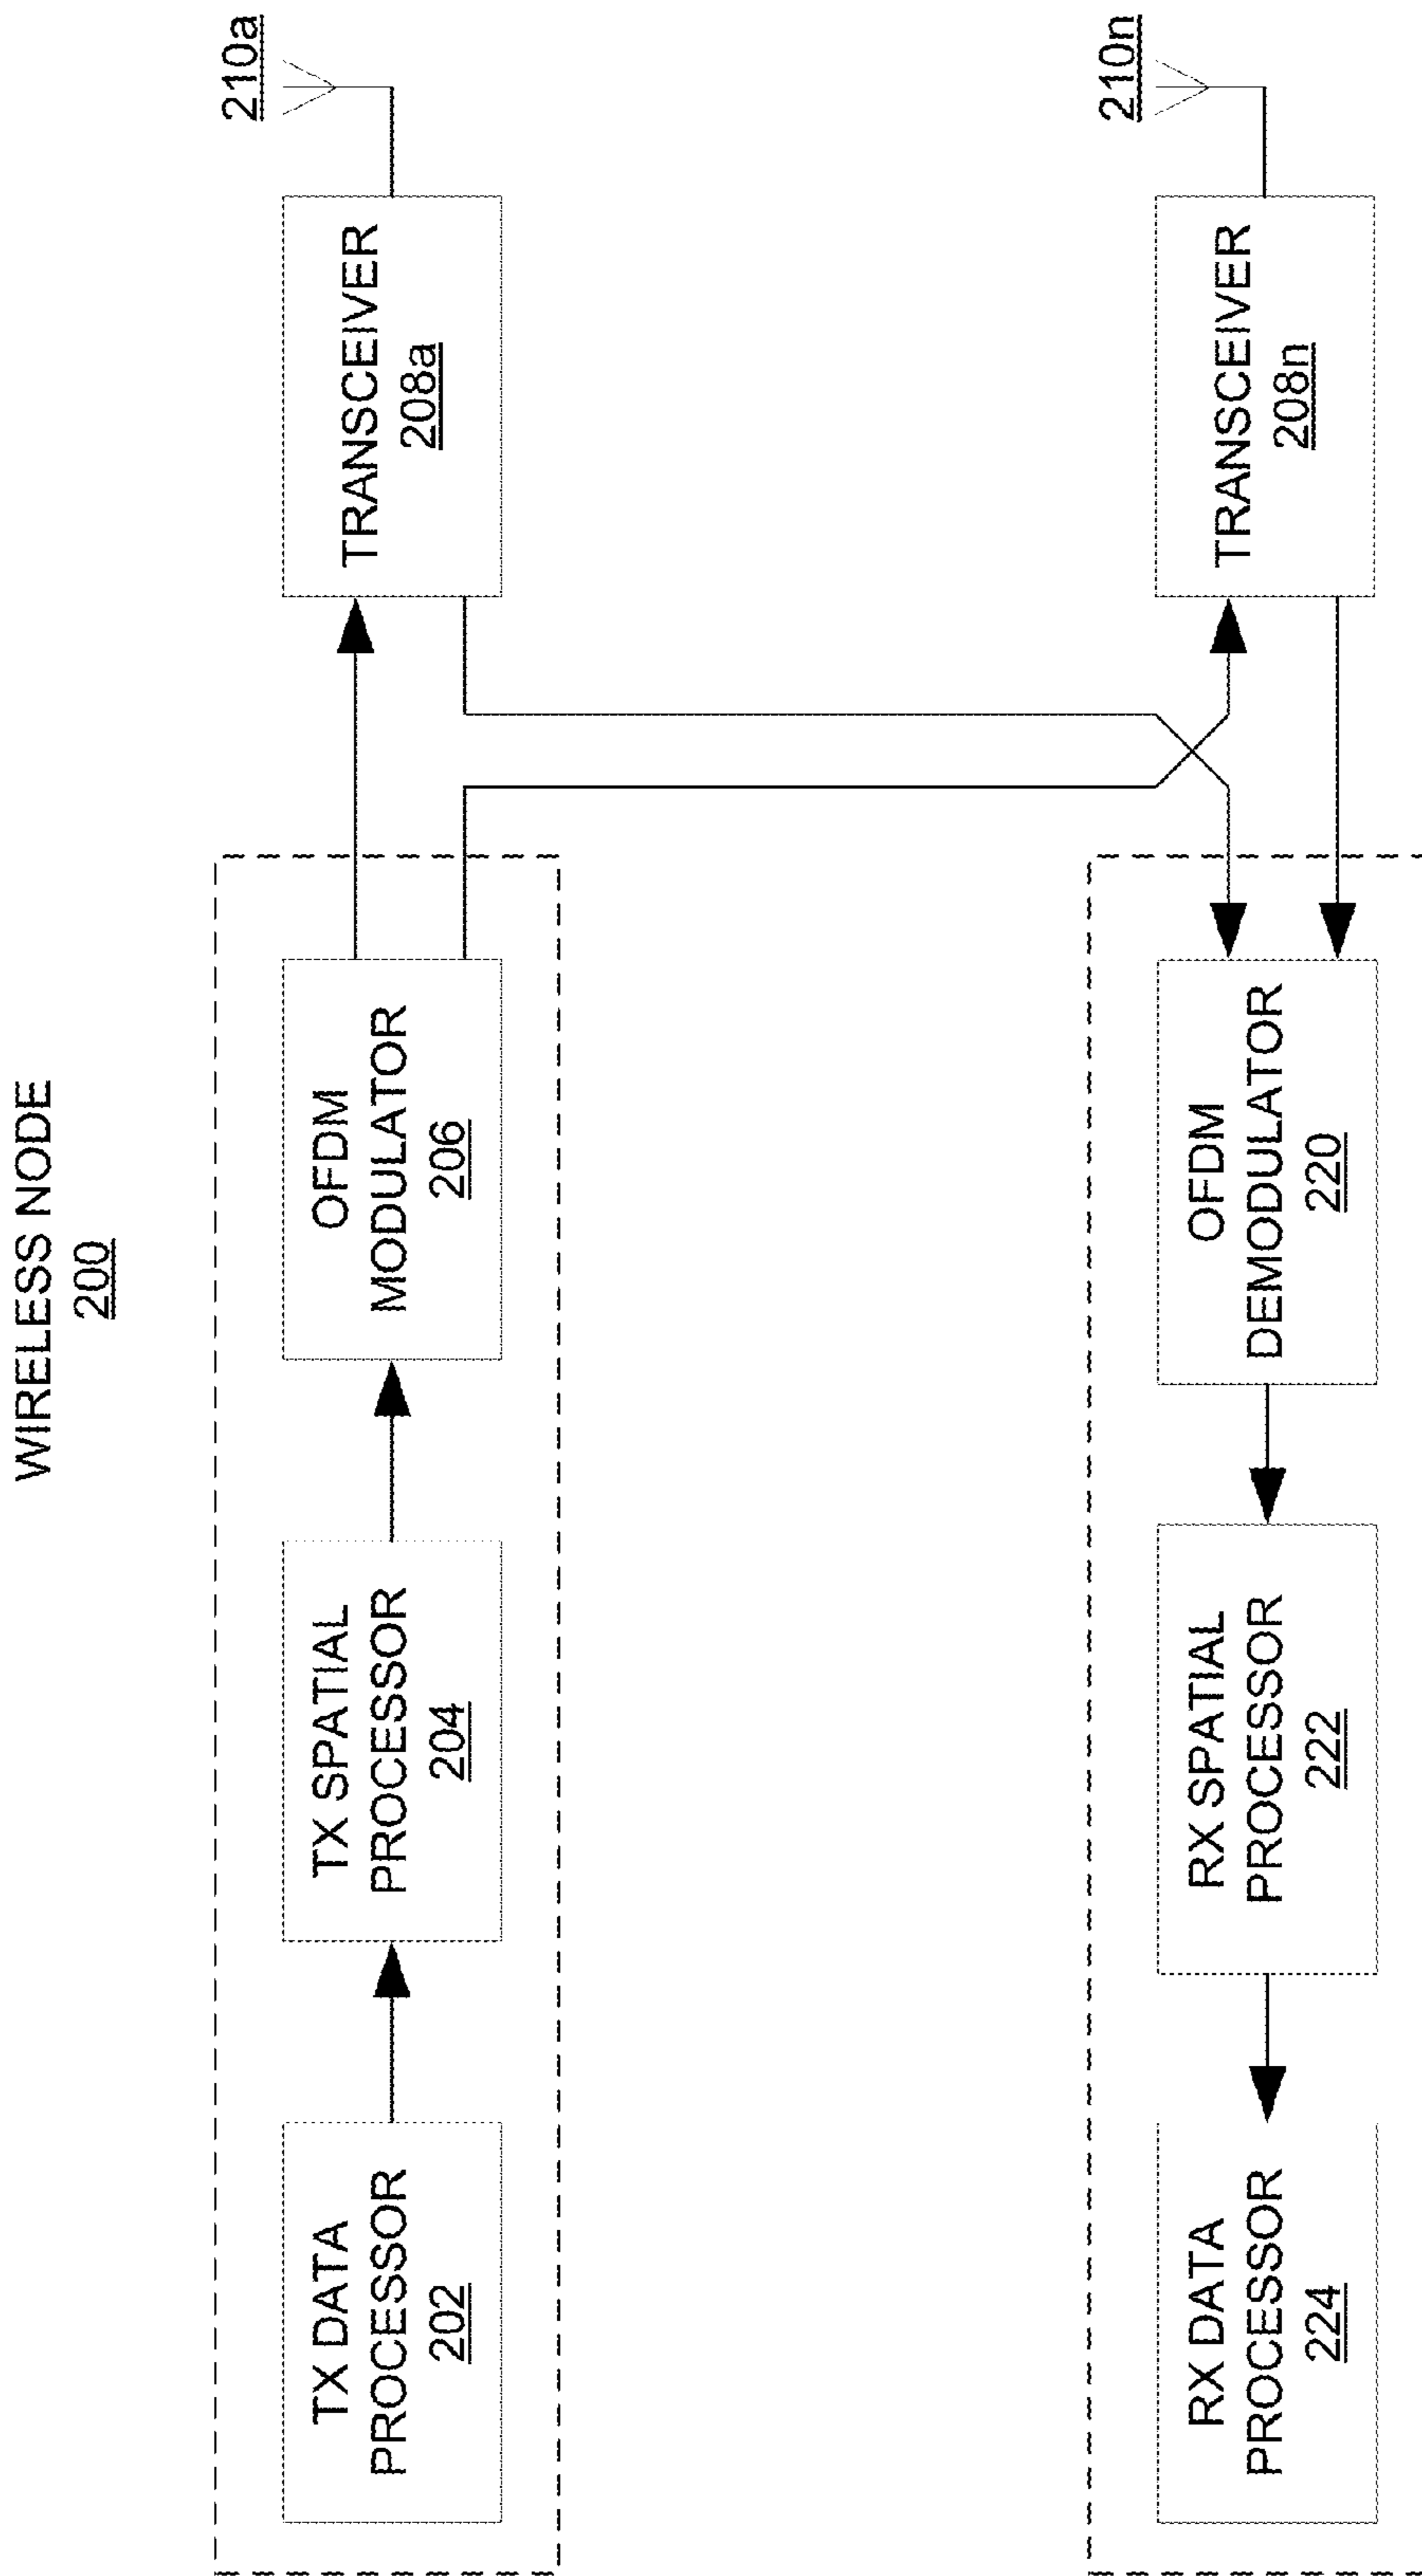 WIRELESS NODE
200
TX DATA
PROCESSOR
202
TX SPATIAL
PROCESSOR
204
OFDM
MODULATOR
206
TRANSCEIVER
208a
210a
RX DATA
PROCESSOR
224
RX SPATIAL
PROCESSOR
222
OFDM
DEMODULATOR
220
TRANSCEIVER
208n
210n